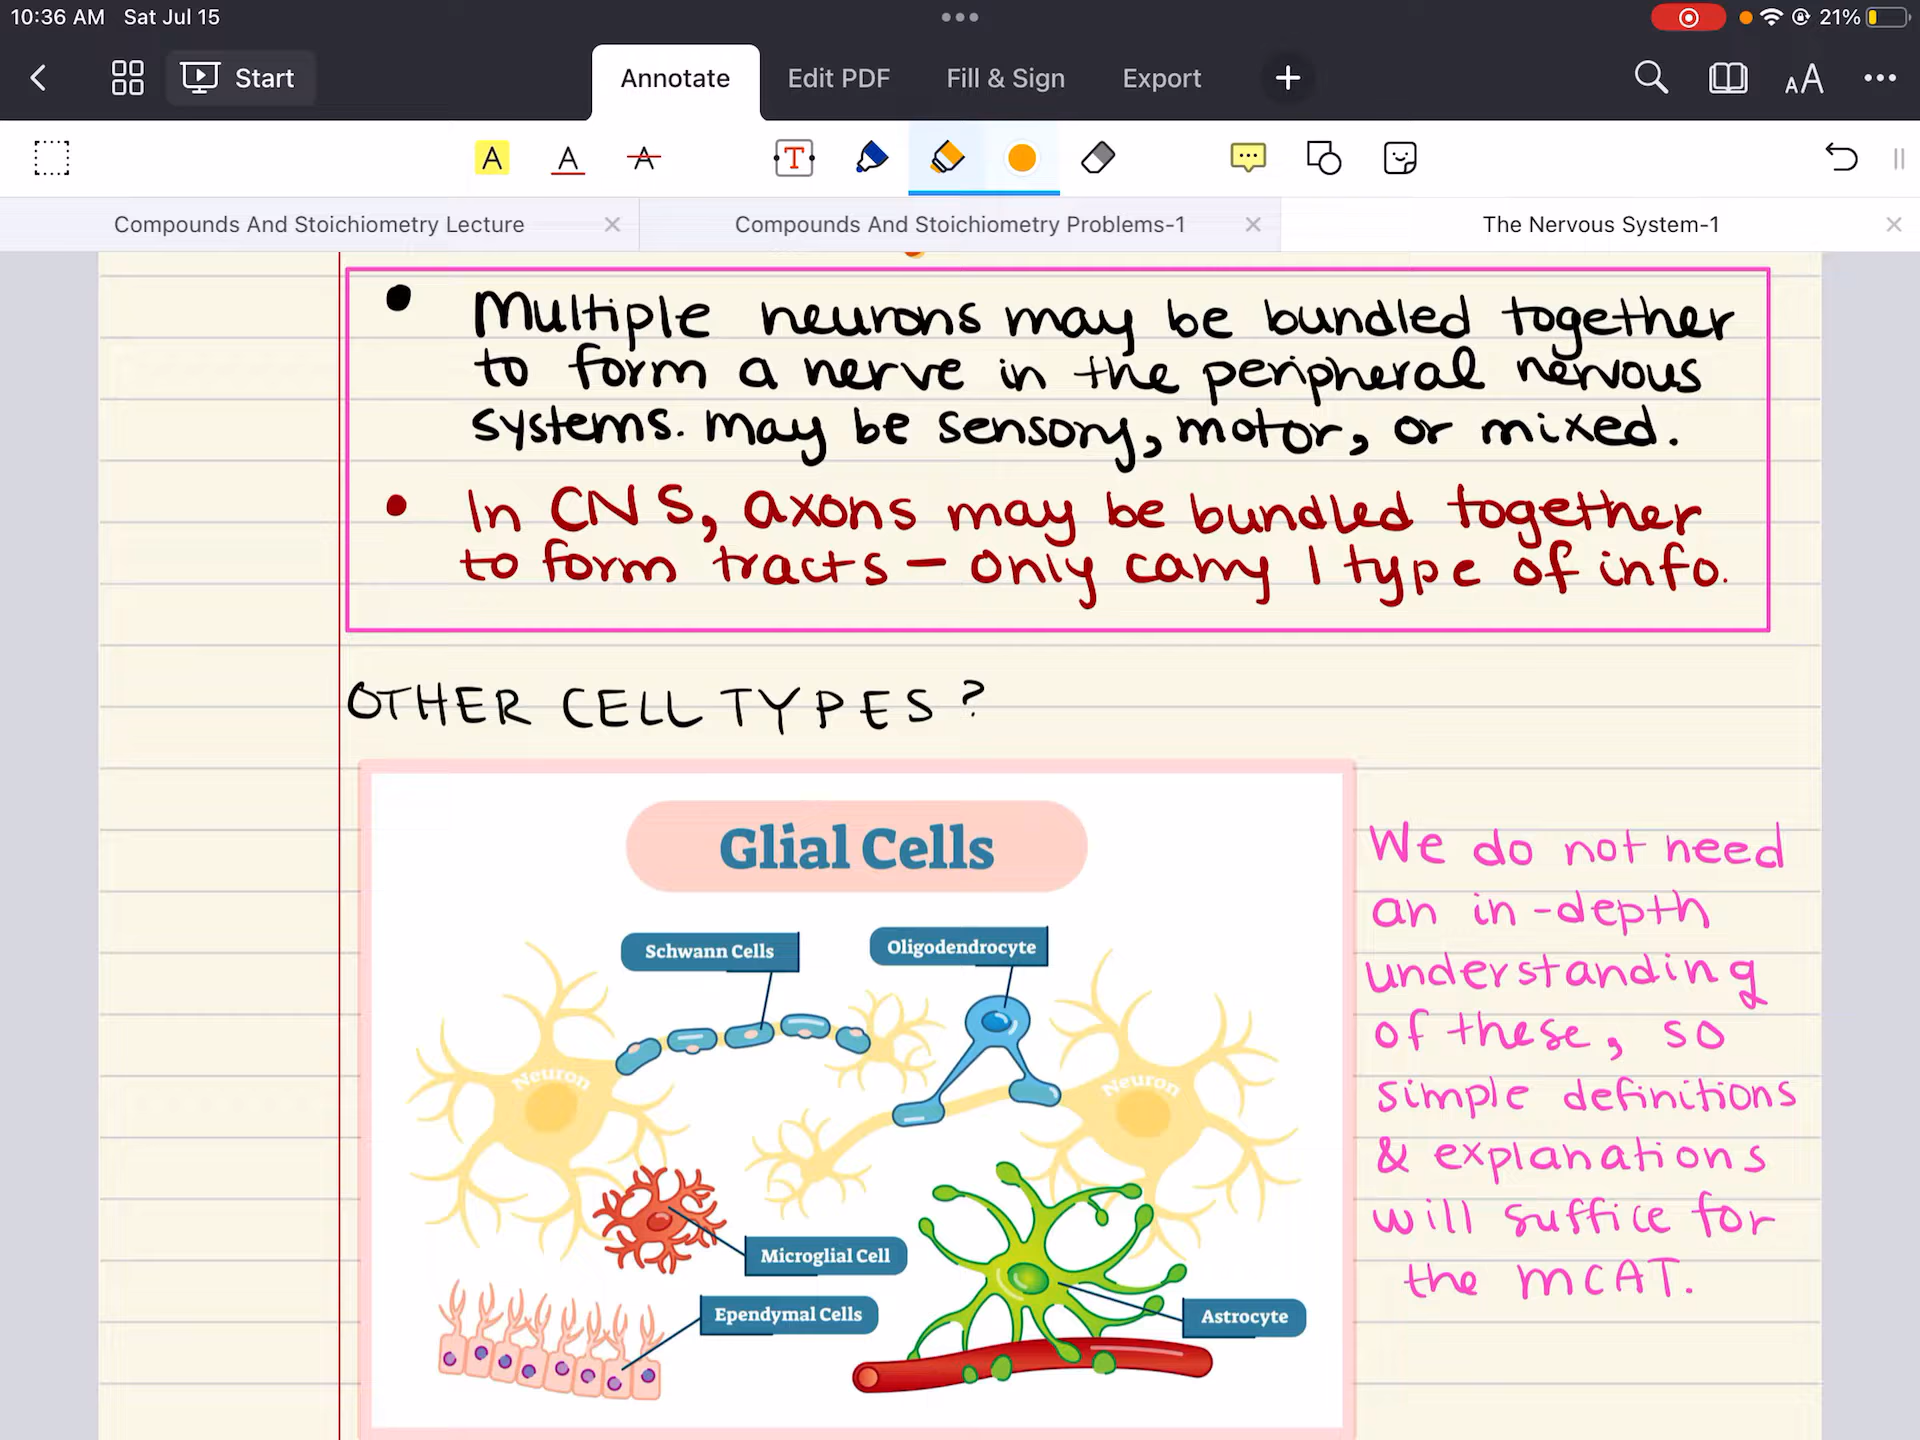 10:36 AM Sat Jul 15
21%
Start
Annotate
Edit PDF
Fill & Sign
Export
AA
A
A
A
T
Compounds And Stoichiometry Lecture
Compounds And Stoichiometry Problems-1
The Nervous System-1
Multiple neurons may be bundled together
to form a nerve in the peripheral nervous
systems. may be sensory, motor, or mixed.
In CNS, axons may be bundled together
to form tracts – only carry 1 type of info.
OTHER CELL TYPES?
Glial Cells
Schwann Cells
Oligodendrocyte
Neuron
Neuron
Microglial Cell
Ependymal Cells
Astrocyte
We do not need
an in-depth
understanding
of these, so
simple definitions
& explanations
will suffice for
the MCAT.